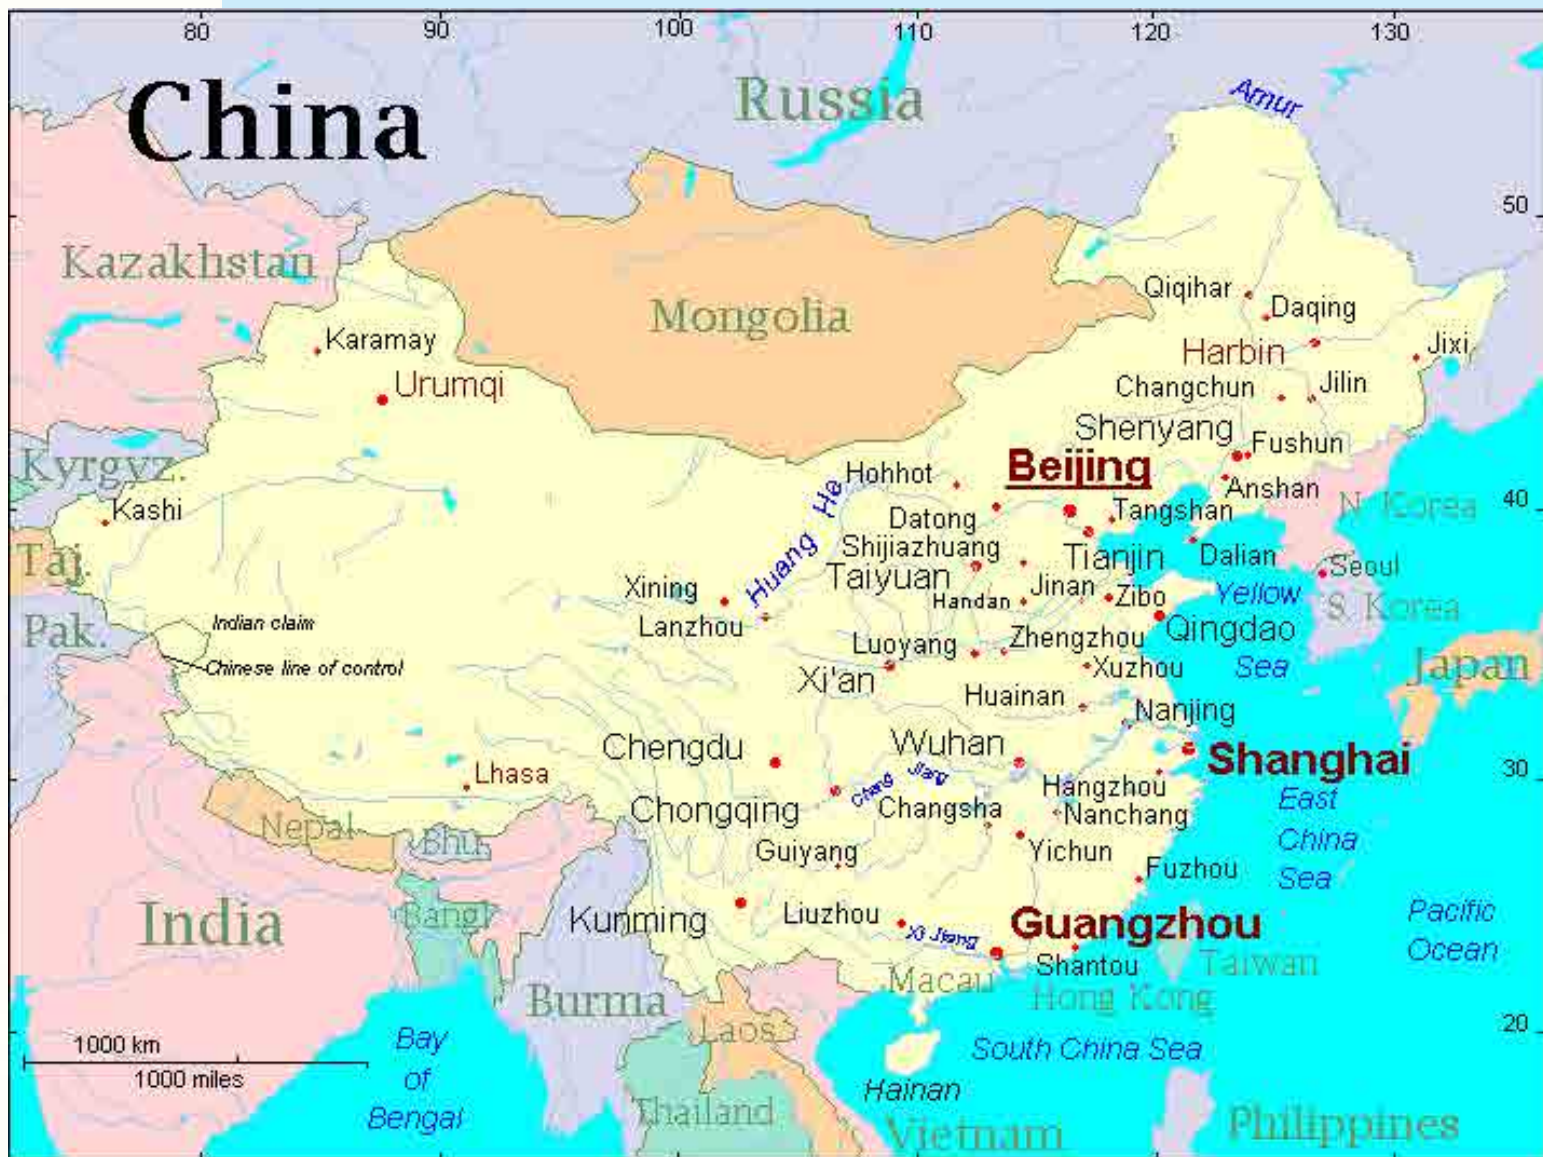 80
90
100
110
120
130
China
Russia
Amur
50
Kazakhstan
Mongolia
Qiqihar
Daqing
Karamay
Harbin
Jixi
Urumqi
Changchun
Jilin
Shenyang
Fushun
Kyrgyz.
Hohhot
Beijing
Anshan
Kashi
Huang He
Datong
Tangshan
N. Korea
40
Taj.
Shijiazhuang
Tianjin
Dalian
Seoul
Taiyuan
Xining
Handan
Jinan
Zibo
Yellow
Sea
S. Korea
Pak.
Indian claim
Lanzhou
Luoyang
Zhengzhou
Qingdao
Chinese line of control
Xi'an
Xuzhou
Japan
Huainan
Nanjing
Chengdu
Wuhan
Shanghai
Lhasa
Chang Jiang
30
Chongqing
Changsha
Hangzhou
East
China
Sea
Nepal
Bhu.
Nanchang
Guiyang
Yichun
Fuzhou
India
Bangl.
Kunming
Liuzhou
Xi Jiang
Guangzhou
Pacific
Ocean
Shantou
Taiwan
Macau
Hong Kong
Burma
Laos
20
1000 km
1000 miles
Bay
of
Bengal
South China Sea
Hainan
Thailand
Vietnam
Philippines